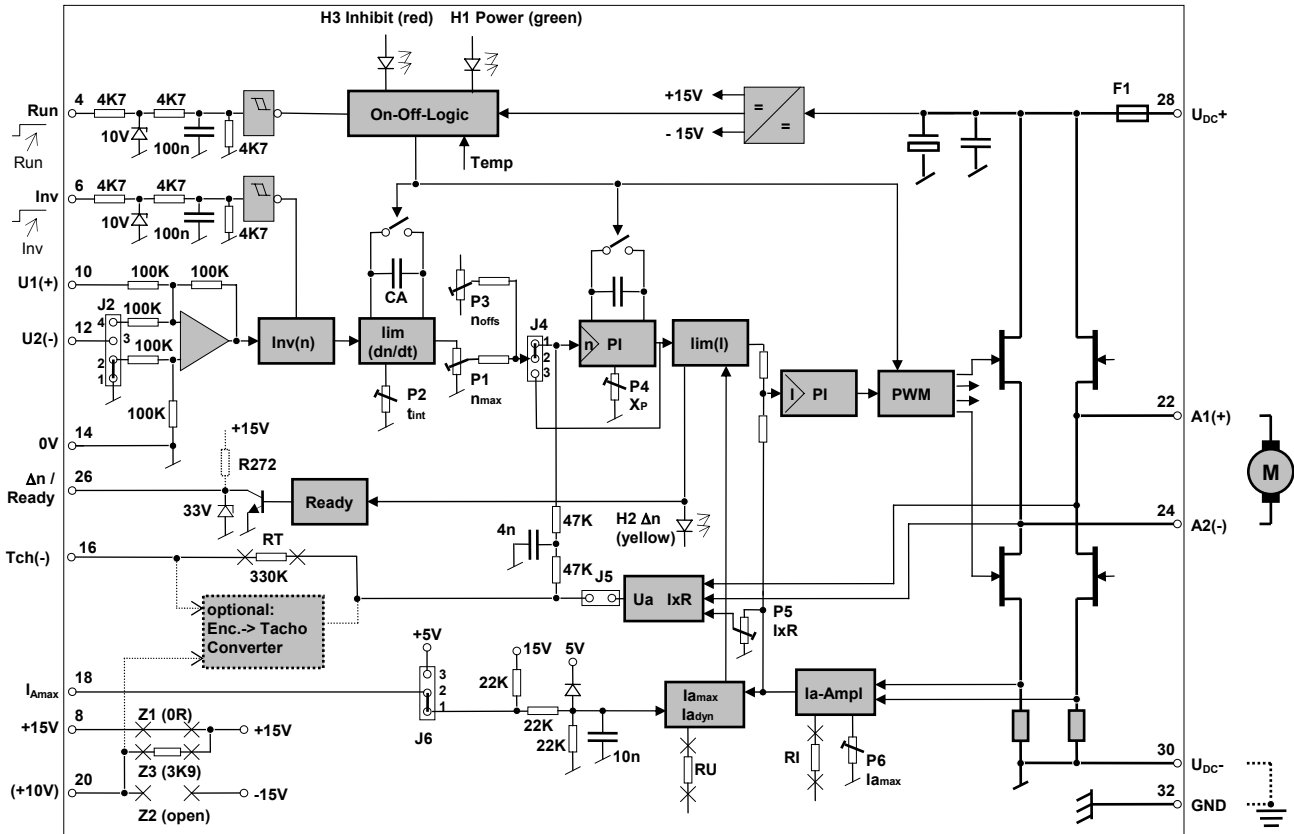 H3 Inhibit (red)
H1 Power (green)
Run
4
4K7
4K7
10V
100n
4K7
Run
On-Off-Logic
Temp
+15V
- 15V
=
=
F1
28
UDC+
Inv
6
4K7
4K7
10V
100n
4K7
Inv
U1(+)
10
100K
100K
J2
U2(-)
12
4
3
2
1
100K
100K
100K
0V
14
Inv(n)
CA
lim
(dn/dt)
P2
tint
P3
noffs
P1
nmax
J4
1
2
3
n
PI
P4
XP
lim(I)
I
PI
PWM
22
A1(+)
M
24
A2(-)
+15V
R272
Δn /
Ready
26
33V
Ready
H2 Δn
(yellow)
47K
4n
47K
Tch(-)
16
RT
330K
J5
Ua IxR
P5
IxR
optional:
Enc.-> Tacho
Converter
+5V
3
2
1
J6
15V
22K
5V
22K
22K
10n
Iamax
Iadyn
RU
Ia-Ampl
RI
P6
Iamax
IAmax
18
+15V
8
Z1 (0R)
+15V
Z3 (3K9)
(+10V)
20
-15V
Z2 (open)
30
UDC-
32
GND